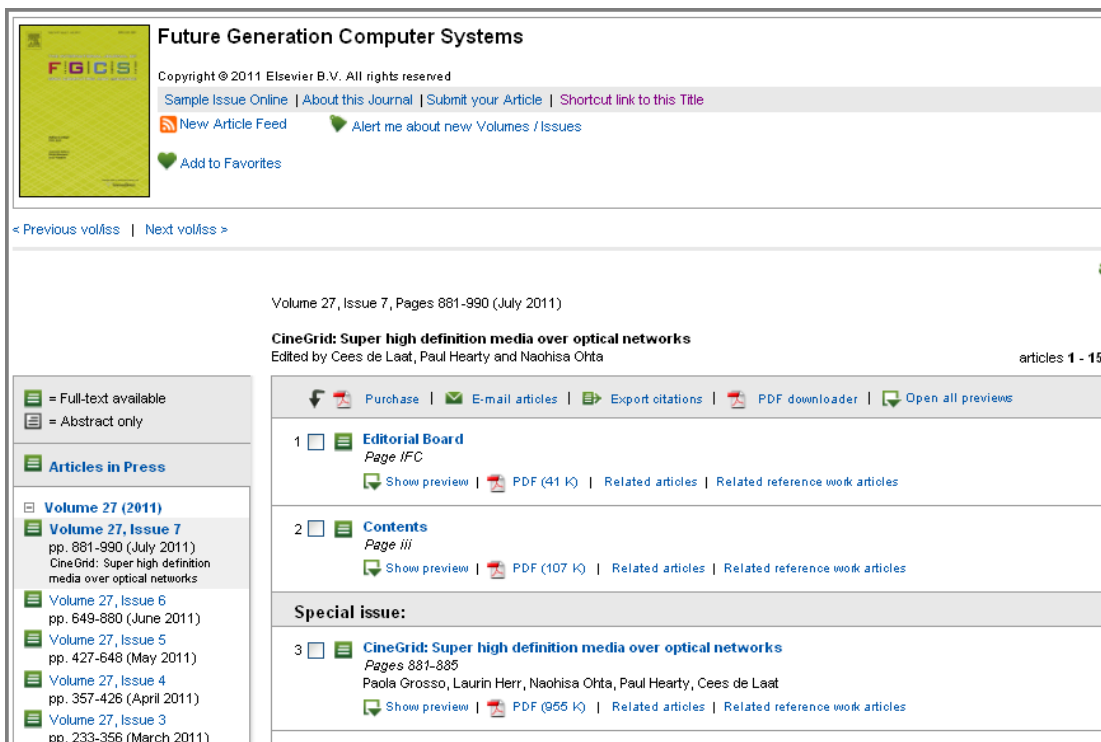 FGCS
Future Generation Computer Systems
Copyright © 2011 Elsevier B.V. All rights reserved
Sample Issue Online | About this Journal | Submit your Article | Shortcut link to this Title
New Article Feed Alert me about new Volumes / Issues
Add to Favorites
< Previous vol/iss | Next vol/iss >
Volume 27, Issue 7, Pages 881-990 (July 2011)
CineGrid: Super high definition media over optical networks
Edited by Cees de Laat, Paul Hearty and Naohisa Ohta
articles 1 - 15
= Full-text available
= Abstract only
Articles in Press
Volume 27 (2011)
Volume 27, Issue 7
pp. 881-990 (July 2011)
CineGrid: Super high definition
media over optical networks
Volume 27, Issue 6
pp. 649-880 (June 2011)
Volume 27, Issue 5
pp. 427-648 (May 2011)
Volume 27, Issue 4
pp. 357-426 (April 2011)
Volume 27, Issue 3
pp. 233-356 (March 2011)
Purchase | E-mail articles | Export citations | PDF downloader | Open all previews
1 Editorial Board
Page IFC
Show preview | PDF (41 K) | Related articles | Related reference work articles
2 Contents
Page iii
Show preview | PDF (107 K) | Related articles | Related reference work articles
Special issue:
3 CineGrid: Super high definition media over optical networks
Pages 881-885
Paola Grosso, Laurin Herr, Naohisa Ohta, Paul Hearty, Cees de Laat
Show preview | PDF (955 K) | Related articles | Related reference work articles